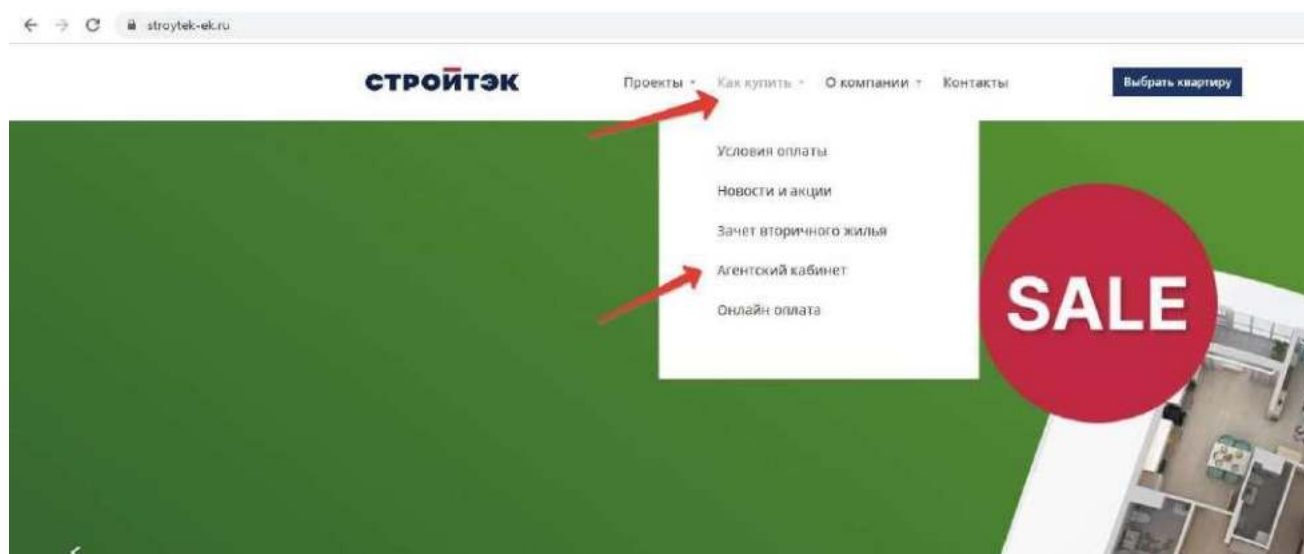 stroytek-ek.ru
СТРОЙТЭК
Проекты Как купить О компании Контакты
Выбрать квартиру
Условия оплаты
Новости и акции
Зачет вторичного жилья
Агентский кабинет
Онлайн оплата
SALE